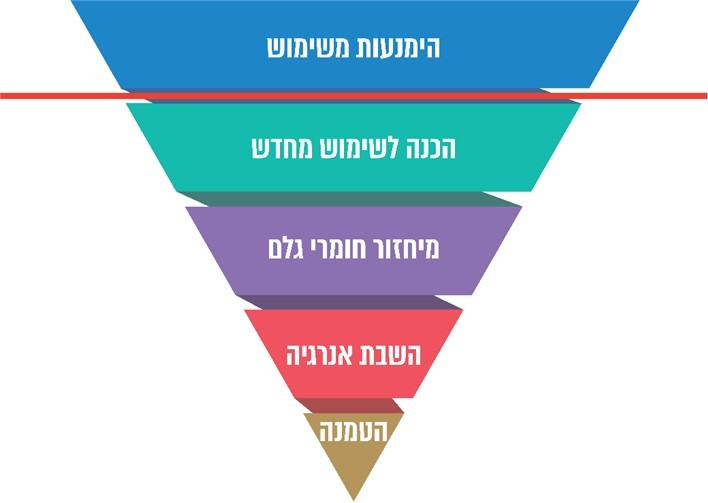 הימנעות משימוש
הכנה לשימוש מחדש
מיחזור חומרי גלם
השבת אנרגיה
הטמנה